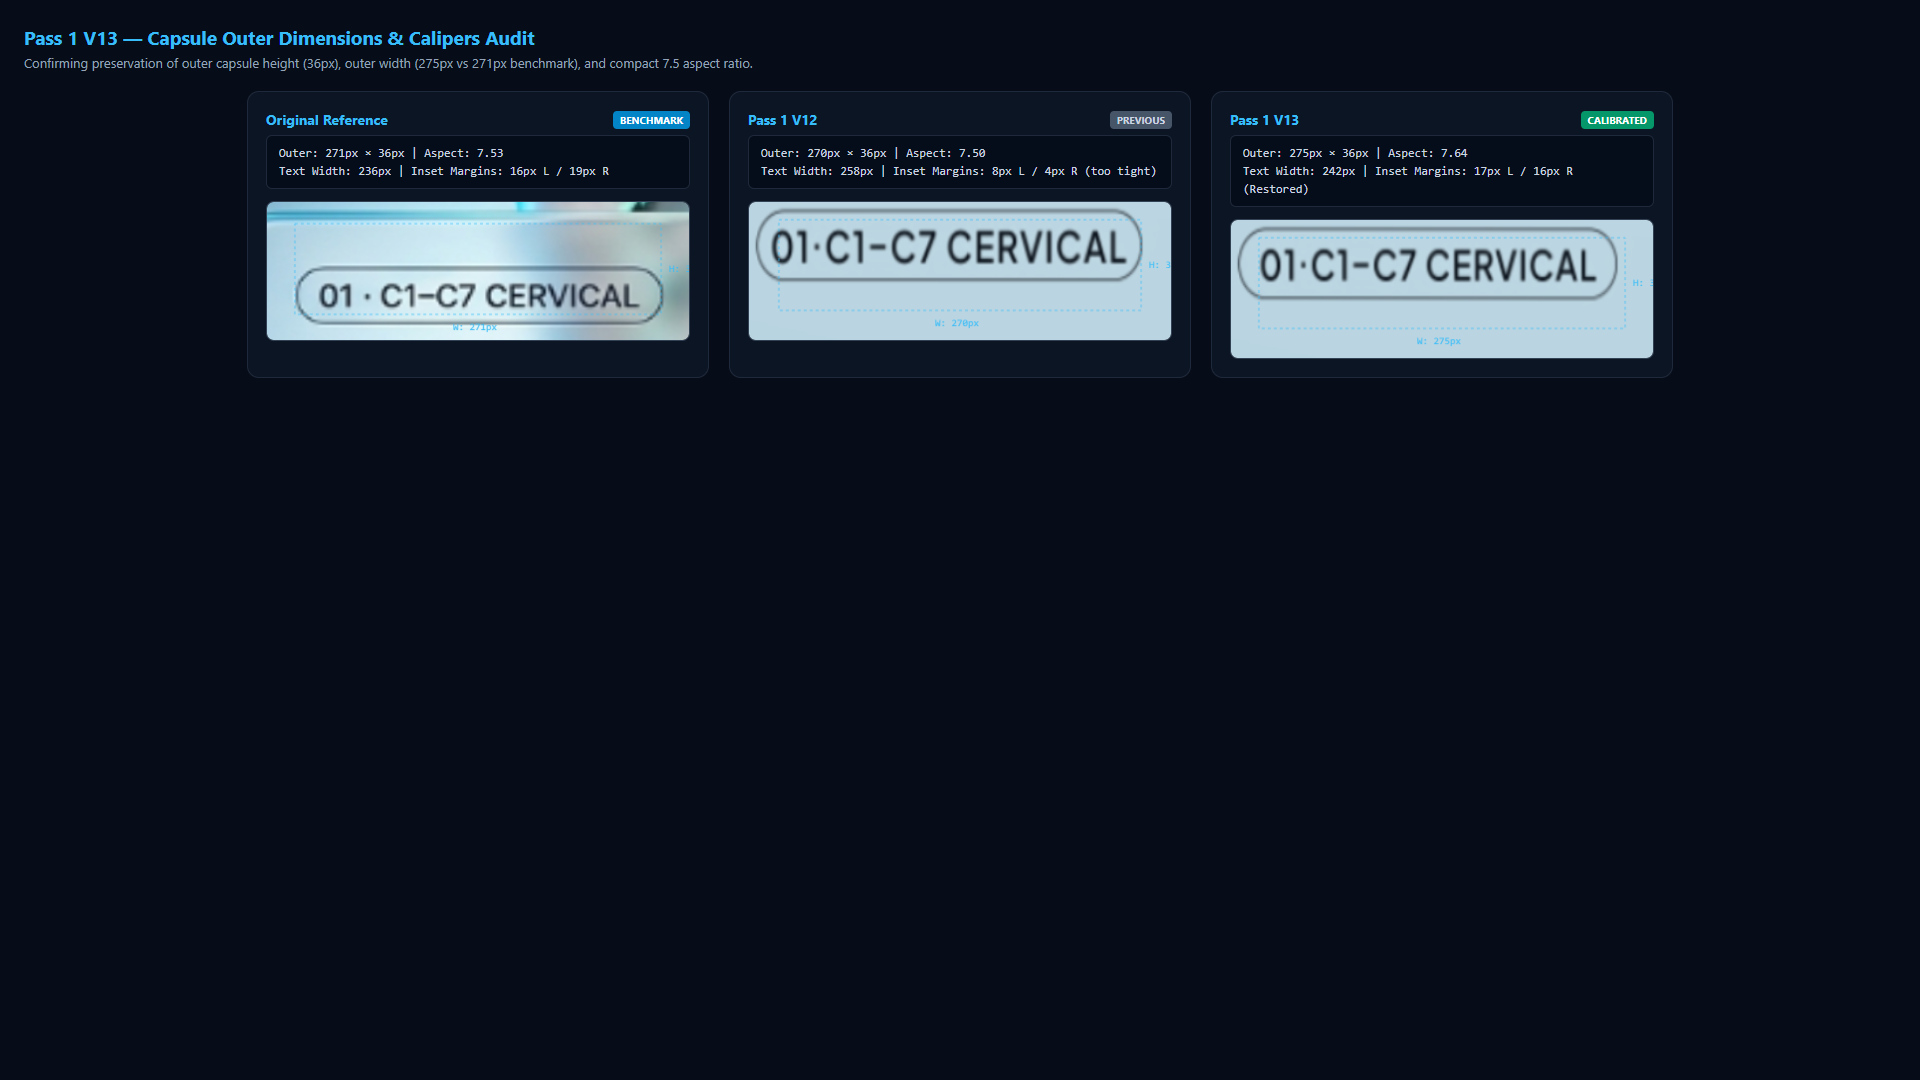 Pass 1 V13 — Capsule Outer Dimensions & Calipers Audit
Confirming preservation of outer capsule height (36px), outer width (275px vs 271px benchmark), and compact 7.5 aspect ratio.
Original Reference
BENCHMARK
Outer: 271px × 36px | Aspect: 7.53
Text Width: 236px | Inset Margins: 16px L / 19px R
01 · C1–C7 CERVICAL
H:
W: 271px
Pass 1 V12
PREVIOUS
Outer: 270px × 36px | Aspect: 7.50
Text Width: 258px | Inset Margins: 8px L / 4px R (too tight)
01·C1–C7 CERVICAL
H: 3
W: 270px
Pass 1 V13
CALIBRATED
Outer: 275px × 36px | Aspect: 7.64
Text Width: 242px | Inset Margins: 17px L / 16px R
(Restored)
01·C1–C7 CERVICAL
H: 3
W: 275px